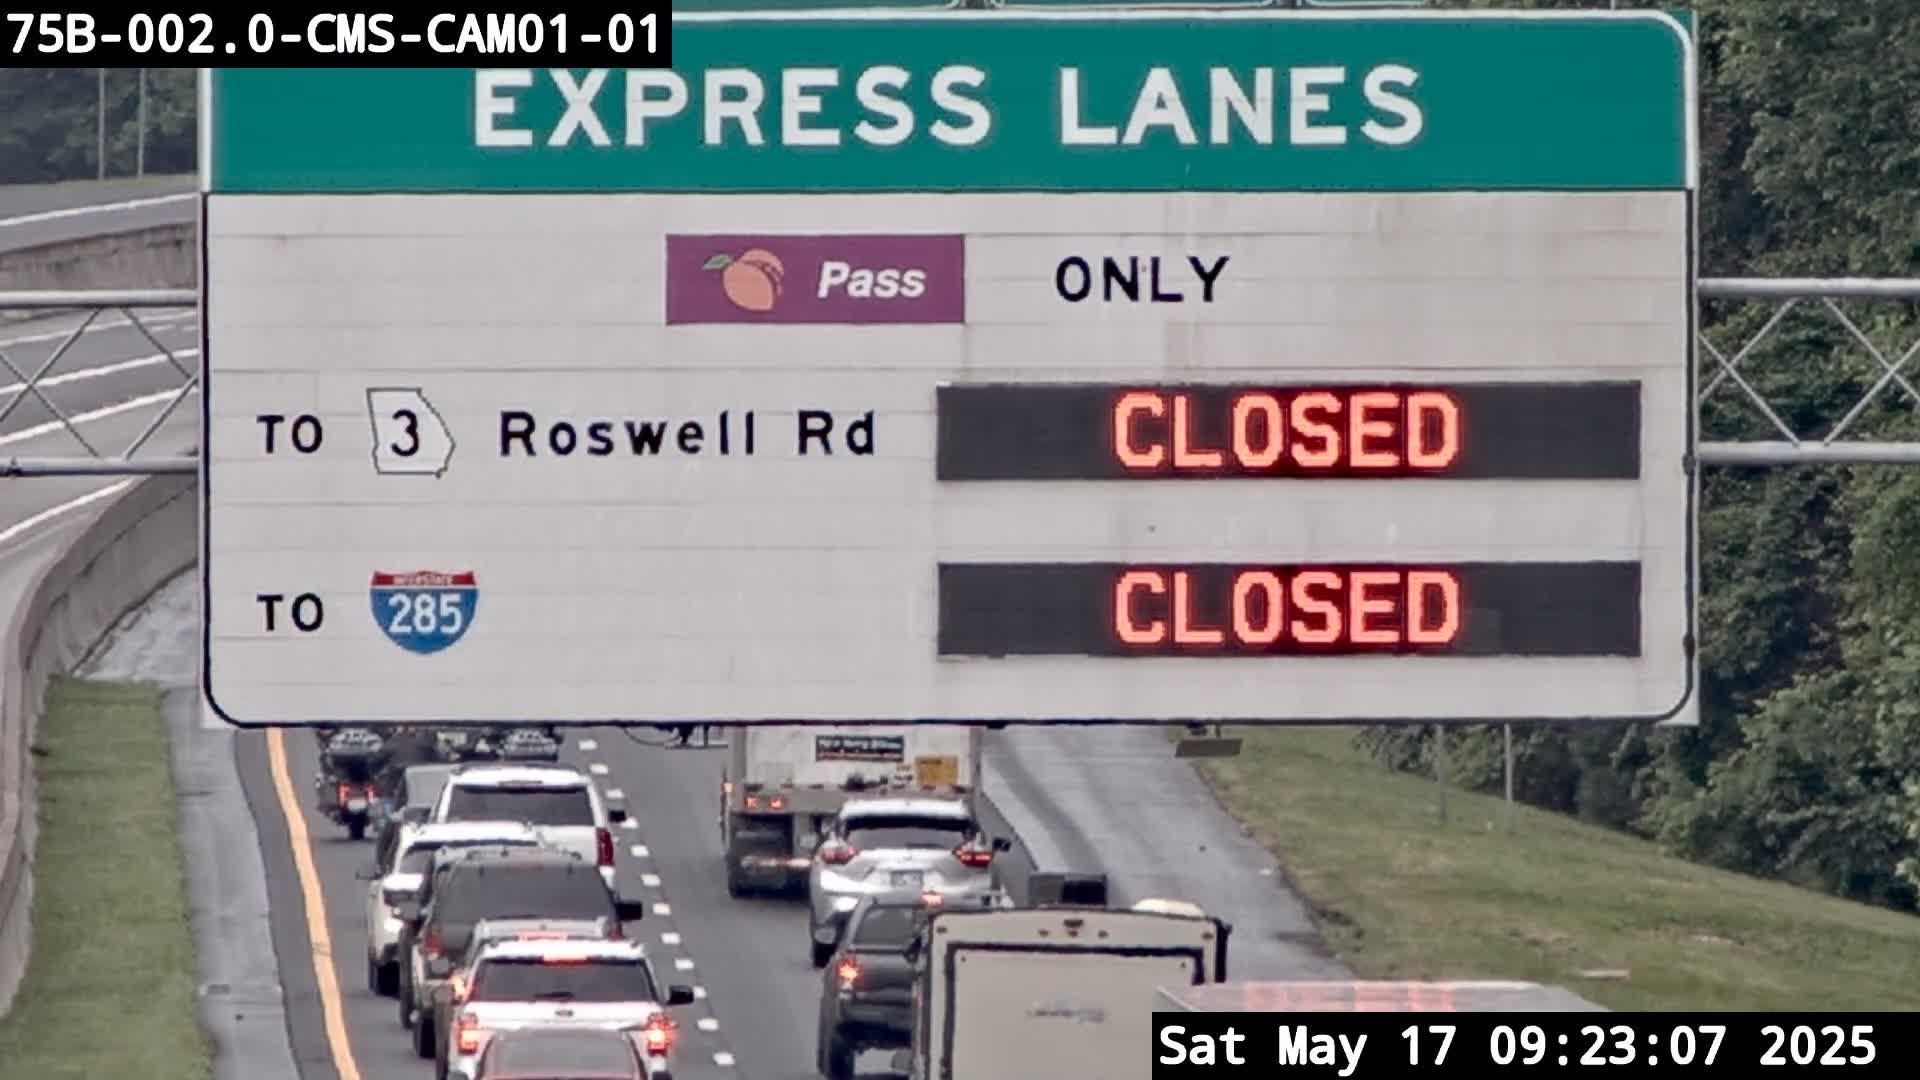 75B-002.0-CMS-CAM01-01
EXPRESS LANES
Pass ONLY
TO 3 Roswell Rd CLOSED
TO INTERSTATE 285 CLOSED
Sat May 17 09:23:07 2025